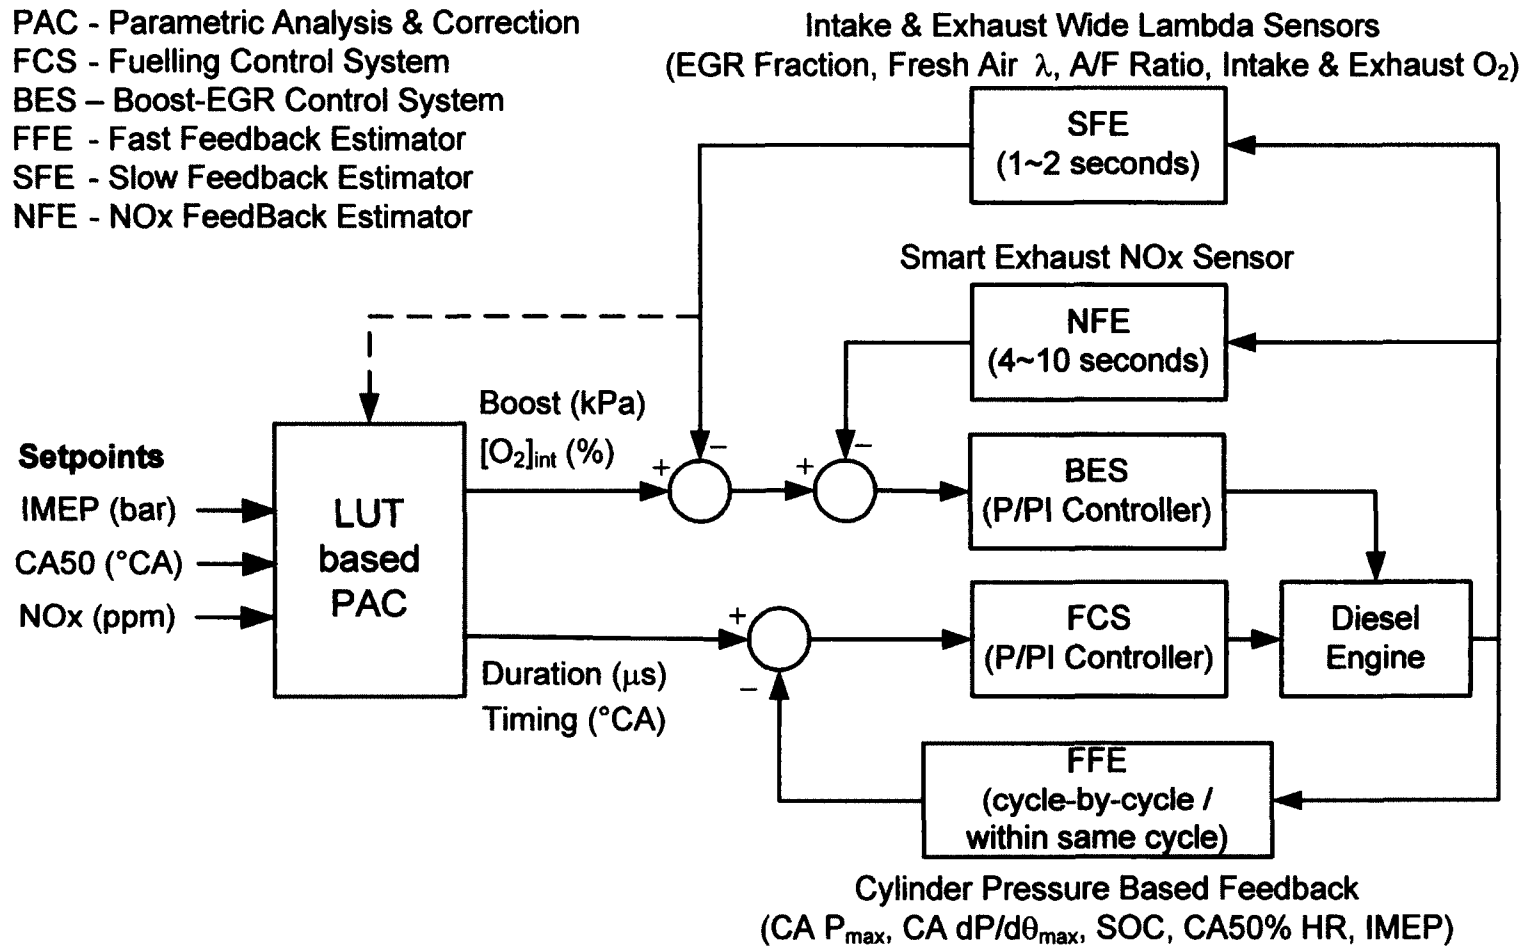 PAC - Parametric Analysis & Correction
FCS - Fuelling Control System
BES – Boost-EGR Control System
FFE - Fast Feedback Estimator
SFE - Slow Feedback Estimator
NFE - NOx FeedBack Estimator
Intake & Exhaust Wide Lambda Sensors
(EGR Fraction, Fresh Air λ, A/F Ratio, Intake & Exhaust O₂)
SFE
(1~2 seconds)
Smart Exhaust NOx Sensor
NFE
(4~10 seconds)
Boost (kPa)
[O₂]int (%)
Setpoints
IMEP (bar)
CA50 (°CA)
NOx (ppm)
LUT
based
PAC
+
−
+
−
BES
(P/PI Controller)
+
−
FCS
(P/PI Controller)
Diesel
Engine
Duration (µs)
Timing (°CA)
FFE
(cycle-by-cycle /
within same cycle)
Cylinder Pressure Based Feedback
(CA Pmax, CA dP/dθmax, SOC, CA50% HR, IMEP)